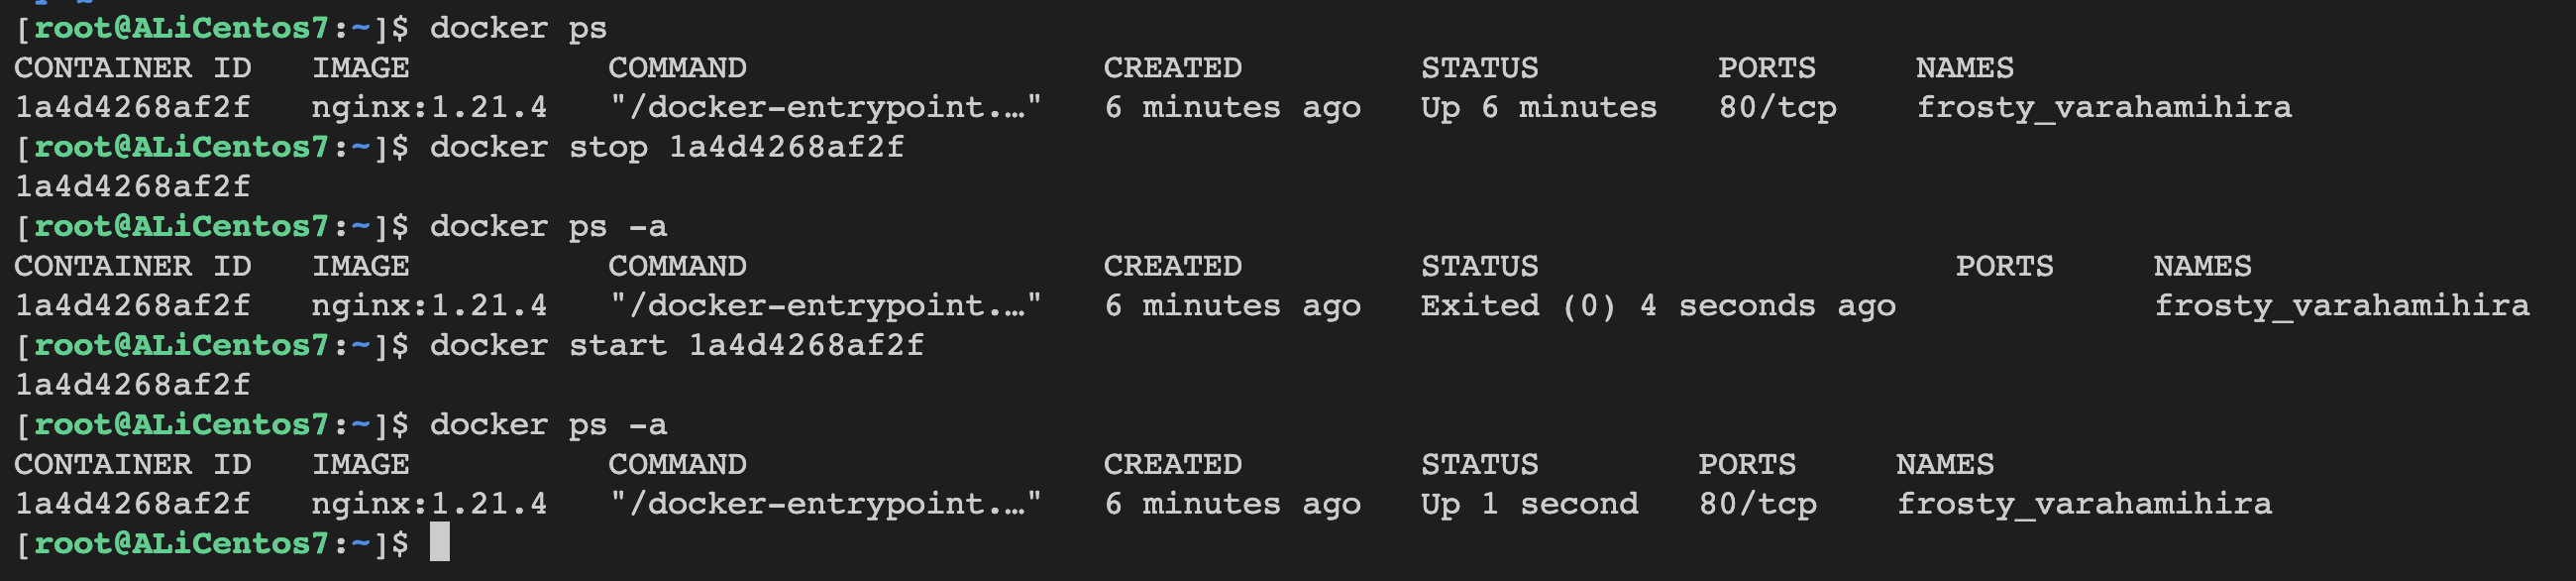 [root@ALiCentos7:~]$ docker ps
CONTAINER ID   IMAGE          COMMAND                  CREATED         STATUS         PORTS     NAMES
1a4d4268af2f   nginx:1.21.4   "/docker-entrypoint.…"   6 minutes ago   Up 6 minutes   80/tcp    frosty_varahamihira
[root@ALiCentos7:~]$ docker stop 1a4d4268af2f
1a4d4268af2f
[root@ALiCentos7:~]$ docker ps -a
CONTAINER ID   IMAGE          COMMAND                  CREATED         STATUS                     PORTS     NAMES
1a4d4268af2f   nginx:1.21.4   "/docker-entrypoint.…"   6 minutes ago   Exited (0) 4 seconds ago             frosty_varahamihira
[root@ALiCentos7:~]$ docker start 1a4d4268af2f
1a4d4268af2f
[root@ALiCentos7:~]$ docker ps -a
CONTAINER ID   IMAGE          COMMAND                  CREATED         STATUS        PORTS     NAMES
1a4d4268af2f   nginx:1.21.4   "/docker-entrypoint.…"   6 minutes ago   Up 1 second   80/tcp    frosty_varahamihira
[root@ALiCentos7:~]$